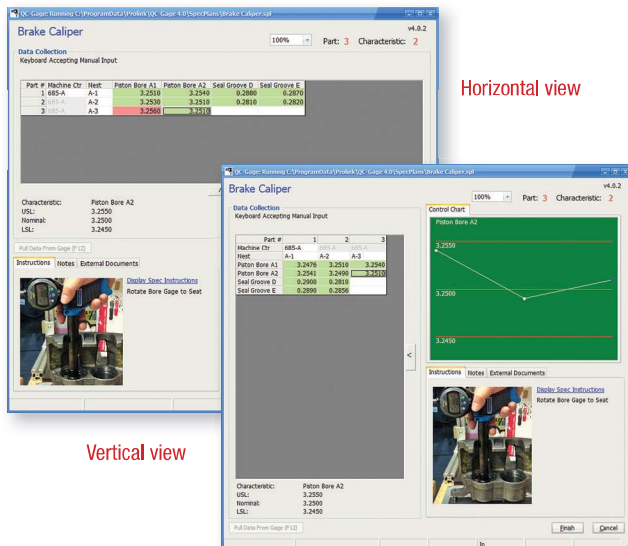 QC-Gage: Running C:\ProgramData\Prolink\QC-Gage 4.0\SpecPlans\Brake Caliper.spl
Brake Caliper
v4.0.2
100%
Part: 3 Characteristic: 2
Data Collection
Keyboard Accepting Manual Input
Part # Machine Ctr Nest Piston Bore A1 Piston Bore A2 Seal Groove D Seal Groove E
1 685-A A-1 3.2510 3.2540 0.2880 0.2870
2 685-A A-2 3.2530 3.2510 0.2810 0.2820
3 685-A A-3 3.2560 3.2510
Characteristic: Piston Bore A2
USL: 3.2550
Nominal: 3.2500
LSL: 3.2450
Pull Data From Gage (F12)
Instructions Notes External Documents
Display Spec Instructions
Rotate Bore Gage to Seat
Horizontal view
QC-Gage: Running C:\ProgramData\Prolink\QC-Gage 4.0\SpecPlans\Brake Caliper.spl
Brake Caliper
v4.0.2
100%
Part: 3 Characteristic: 2
Data Collection
Keyboard Accepting Manual Input
Part # 1 2 3
Machine Ctr 685-A 685-A 685-A
Nest A-1 A-2 A-3
Piston Bore A1 3.2476 3.2510 3.2540
Piston Bore A2 3.2541 3.2490 3.2510
Seal Groove D 0.2900 0.2810
Seal Groove E 0.2890 0.2856
<
Characteristic: Piston Bore A2
USL: 3.2550
Nominal: 3.2500
LSL: 3.2450
Pull Data From Gage (F12)
Control Chart
Piston Bore A2
3.2550
3.2500
3.2450
Instructions Notes External Documents
Display Spec Instructions
Rotate Bore Gage to Seat
Finish Cancel
In
Vertical view